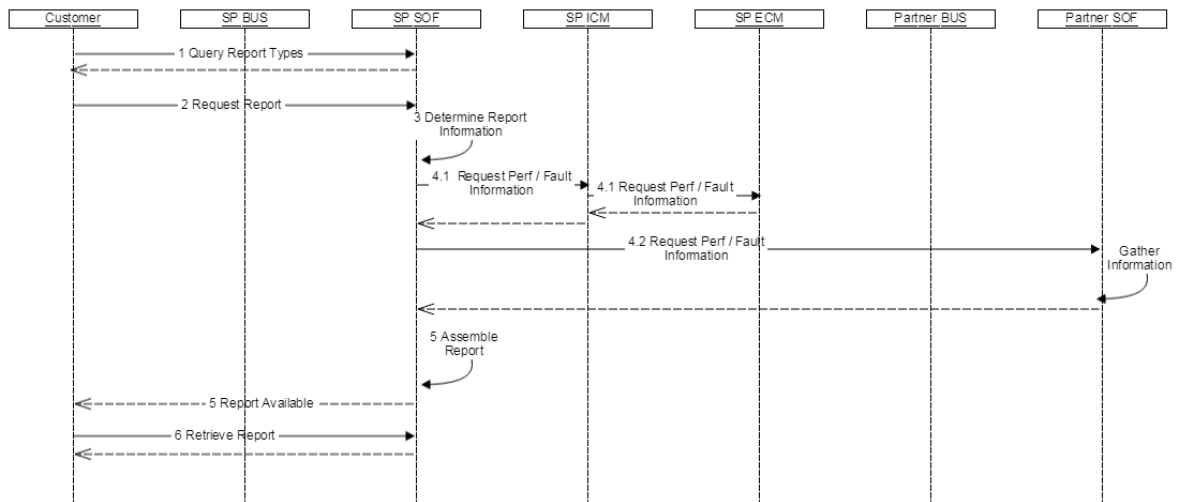 Customer
SP BUS
SP SOF
SP ICM
SP ECM
Partner BUS
Partner SOF
1 Query Report Types
2 Request Report
3 Determine Report
Information
4.1 Request Perf / Fault
Information
4.1 Request Perf / Fault
Information
4.2 Request Perf / Fault
Information
Gather
Information
5 Assemble
Report
5 Report Available
6 Retrieve Report